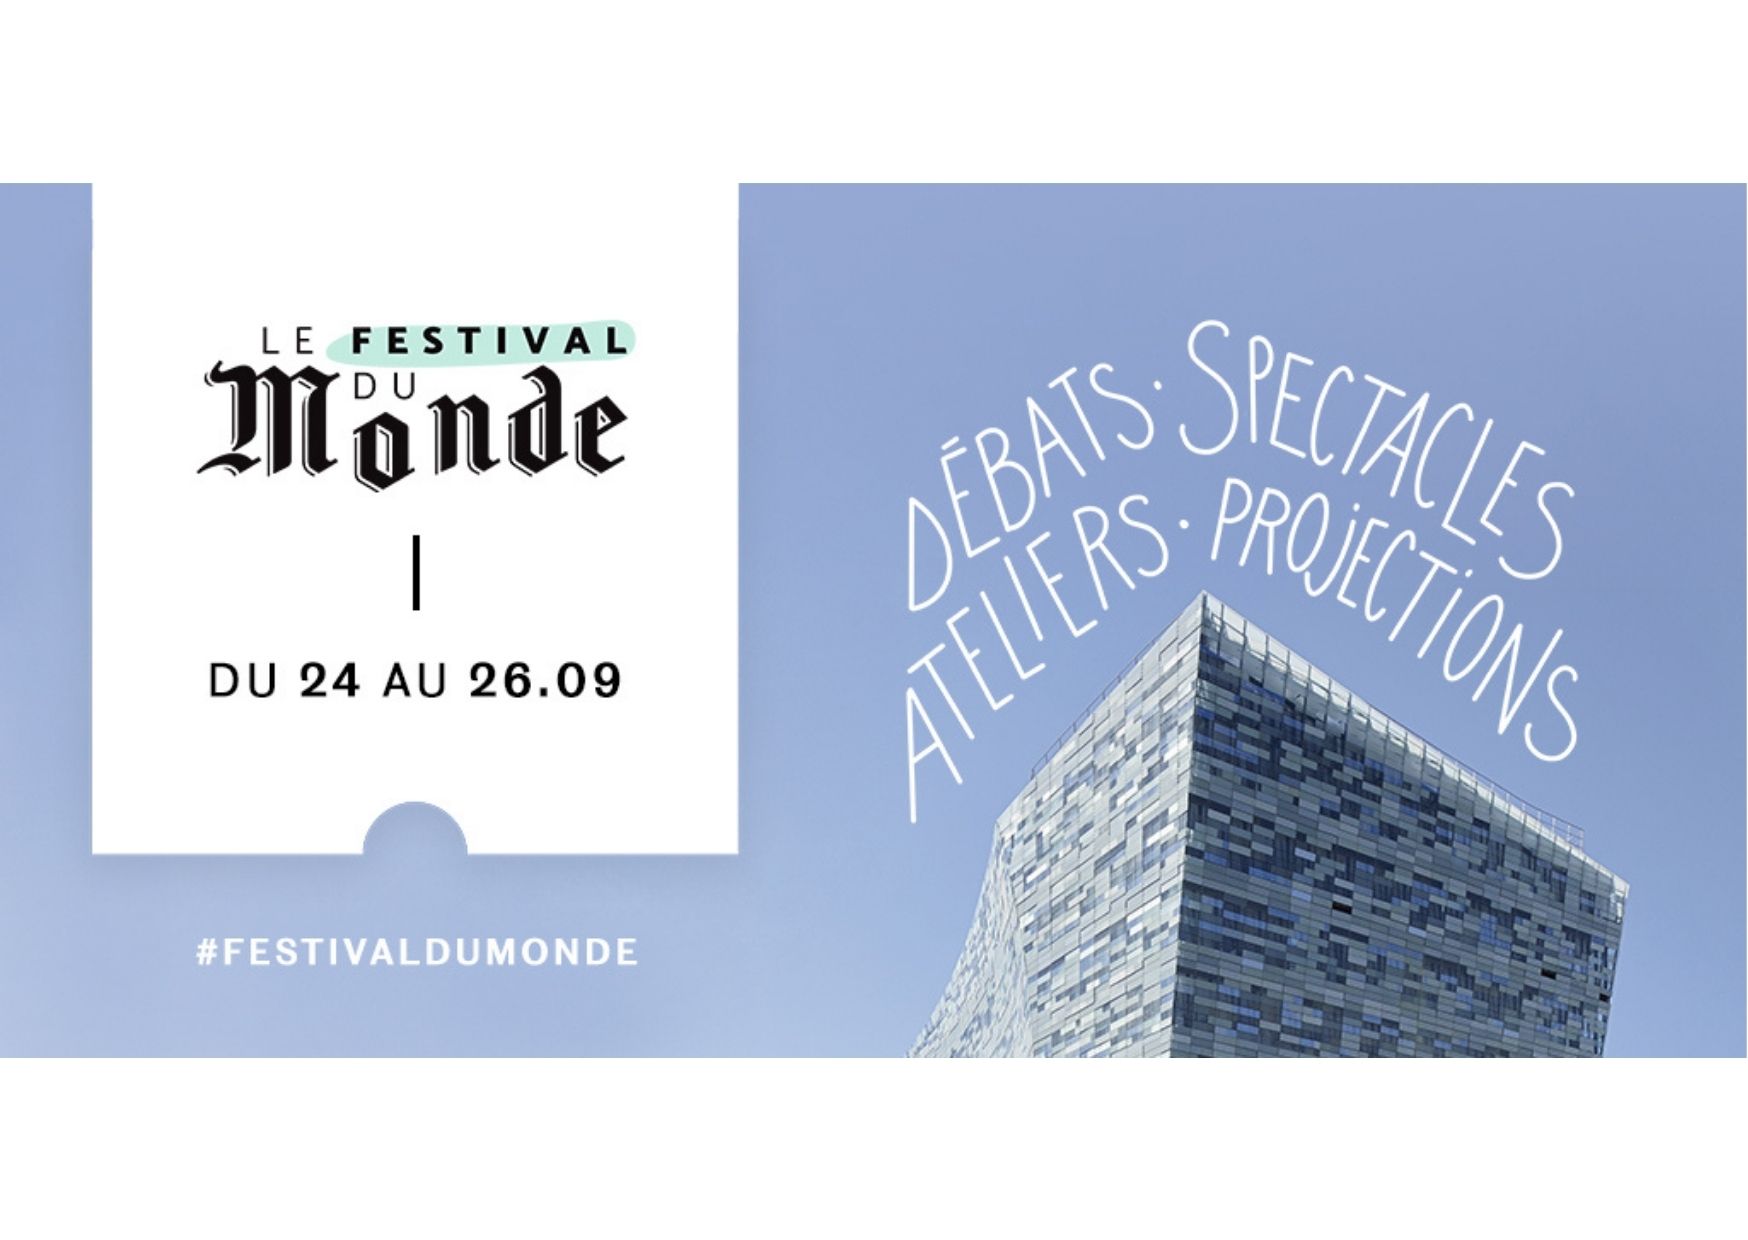 LE FESTIVAL
DU
Monde
DU 24 AU 26.09
#FESTIVALDUMONDE
DÉBATS · SPECTACLES
ATELIERS · PROJECTIONS